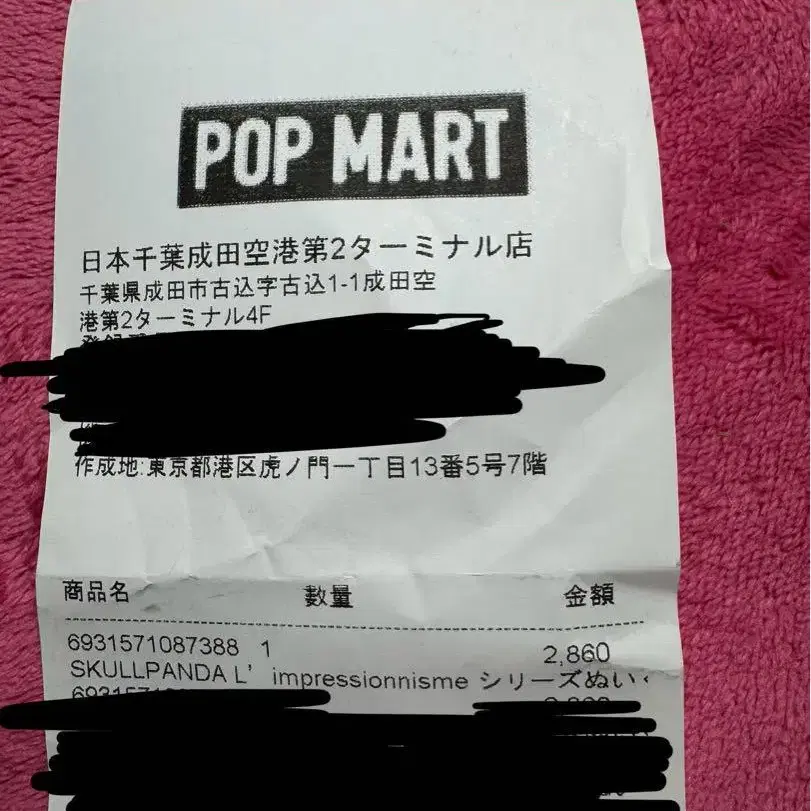 POP MART
日本千葉成田空港第2ターミナル店
千葉県成田市古込字古込1-1成田空
港第2ターミナル4F
作成地:東京都港区虎ノ門一丁目13番5号7階
商品名 数量 金額
6931571087388 1 2,860
SKULLPANDA L' impressionnisme シリーズぬい